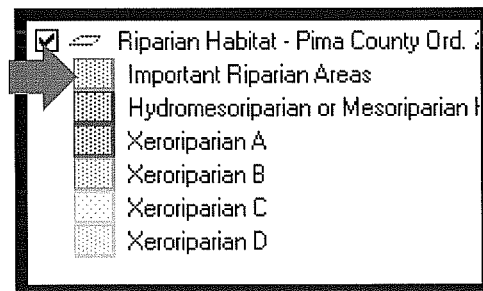 Riparian Habitat - Pima County Ord.
Important Riparian Areas
Hydromesoriparian or Mesoriparian
Xeroriparian A
Xeroriparian B
Xeroriparian C
Xeroriparian D